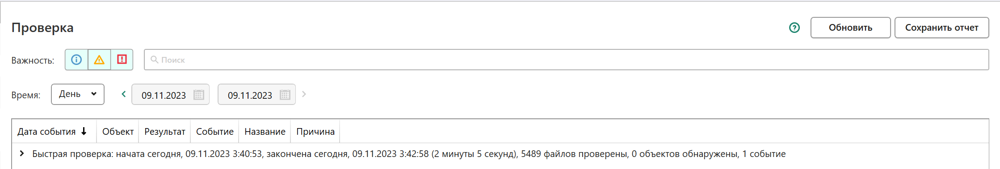 Проверка
Обновить
Сохранить отчет
Важность:
Поиск
Время: День 09.11.2023 09.11.2023
Дата события Объект Результат Событие Название Причина
Быстрая проверка: начата сегодня, 09.11.2023 3:40:53, закончена сегодня, 09.11.2023 3:42:58 (2 минуты 5 секунд), 5489 файлов проверены, 0 объектов обнаружены, 1 событие